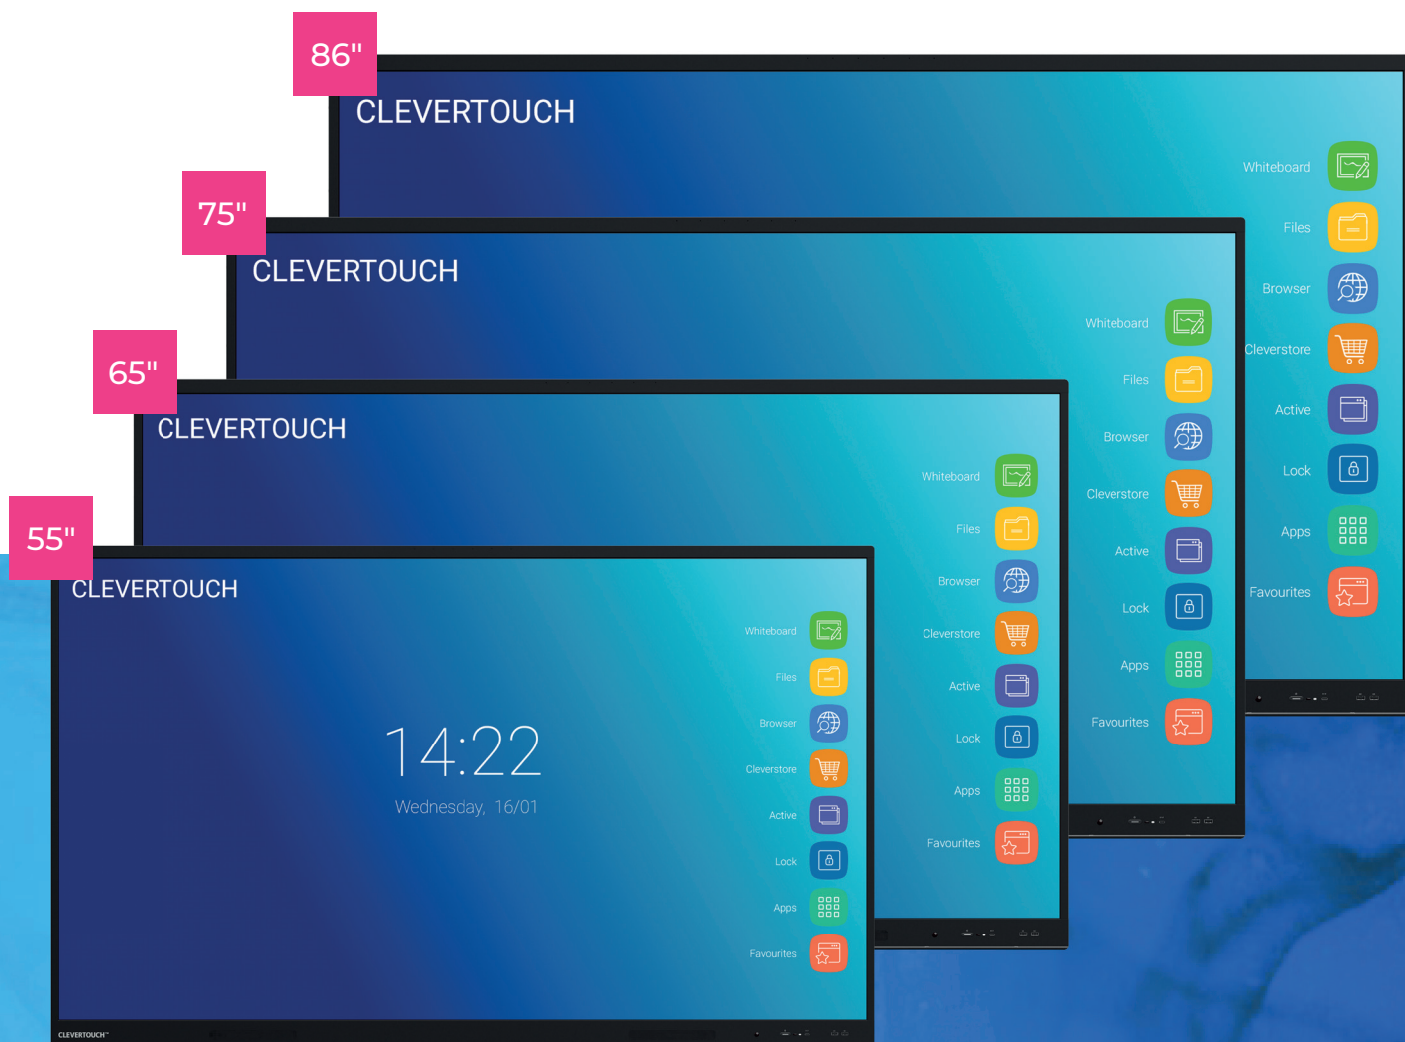 86"
CLEVERTOUCH
Whiteboard
Files
Browser
Cleverstore
Active
Lock
Apps
Favourites
75"
CLEVERTOUCH
Whiteboard
Files
Browser
Cleverstore
Active
Lock
Apps
Favourites
65"
CLEVERTOUCH
Whiteboard
Files
Browser
Cleverstore
Active
Lock
Apps
Favourites
55"
CLEVERTOUCH
14:22
Wednesday, 16/01
Whiteboard
Files
Browser
Cleverstore
Active
Lock
Apps
Favourites
CLEVERTOUCH™